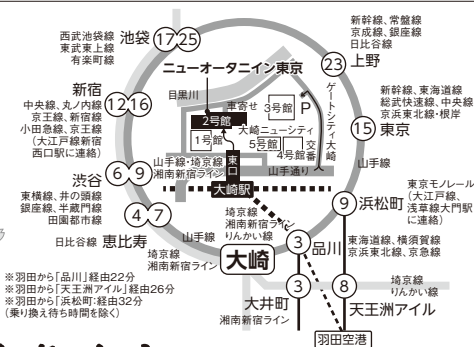 西武池袋線
東武東上線
有楽町線
池袋
17 25
新幹線、常盤線
京成線、銀座線
日比谷線
23
上野
ニューオータニイン東京
目黒川
車寄せ
3号館
P
2号館
1号館
大崎ニューシティ
5号館
4号館
交番
ゲートシティ大崎
山手通り
新宿
中央線、丸ノ内線
京王線、新宿線
小田急線、京王線
(大江戸線新宿
西口駅に連絡)
12 16
新幹線、東海道線
総武快速線、中央線
京浜東北線・根岸
15
東京
山手線
山手線・埼京線
湘南新宿ライン
東口
大崎駅
6 9
渋谷
東横線、井の頭線
銀座線、半蔵門線
田園都市線
4 7
日比谷線 恵比寿
山手線
埼京線
湘南新宿ライン
大崎
埼京線
湘南新宿ライン
りんかい線
9
浜松町
東京モノレール
(大江戸線、
浅草線大門駅
に連絡)
3
品川
東海道線、横須賀線
京浜東北線、京急線
3
大井町
湘南新宿ライン
8
埼京線
りんかい線
天王洲アイル
羽田空港
※羽田から「品川」経由22分
※羽田から「天王洲アイル」経由26分
※羽田から「浜松町」経由32分
(乗り換え待ち時間を除く)